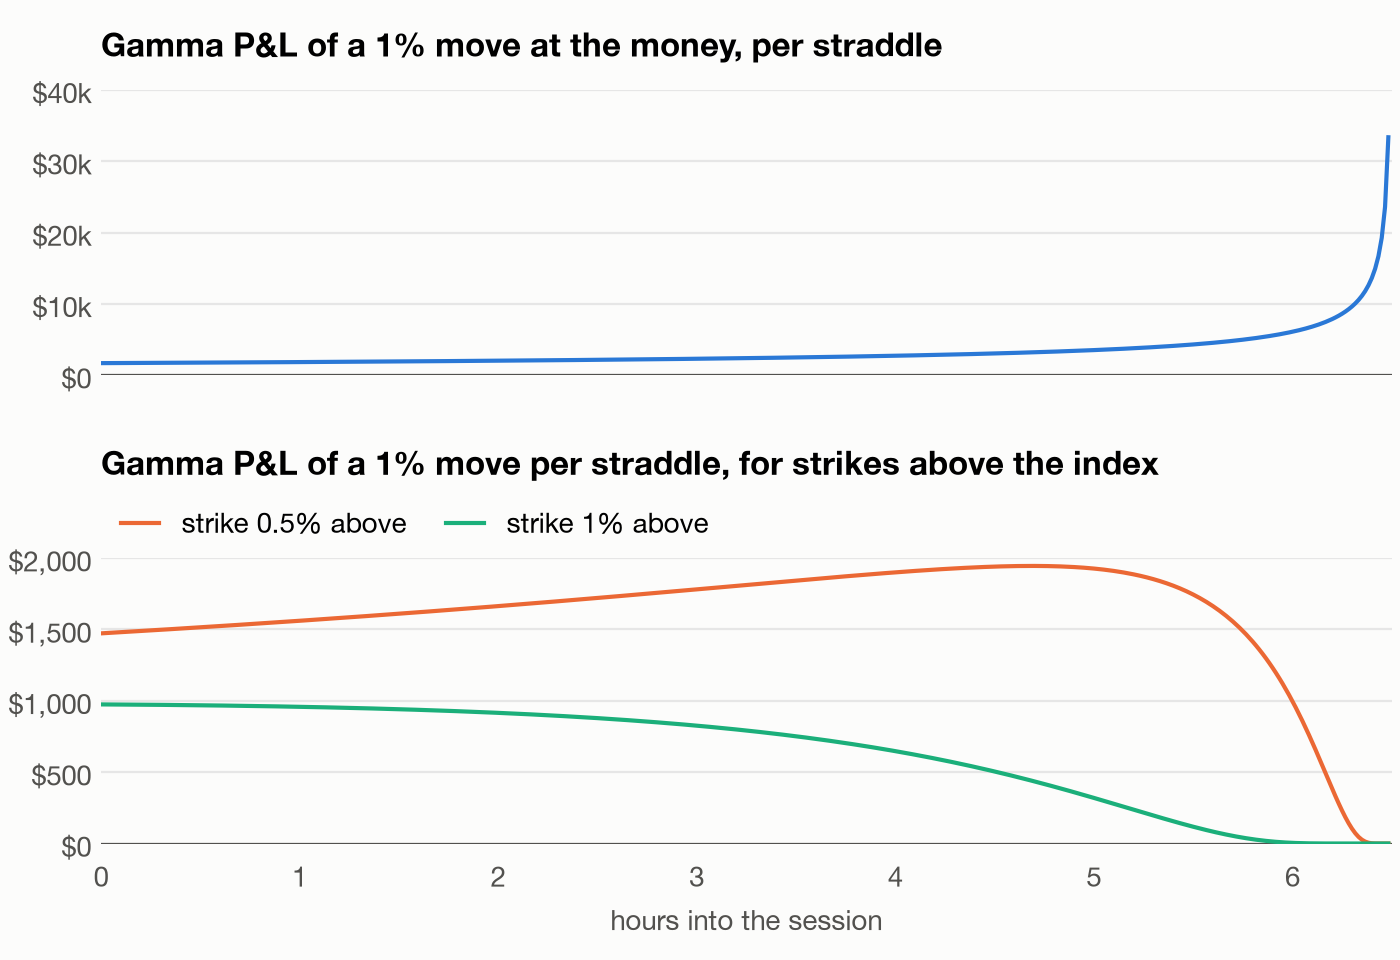 Gamma P&L of a 1% move at the money, per straddle
$40k
$30k
$20k
$10k
$0
Gamma P&L of a 1% move per straddle, for strikes above the index
strike 0.5% above
strike 1% above
$2,000
$1,500
$1,000
$500
$0
0 1 2 3 4 5 6
hours into the session